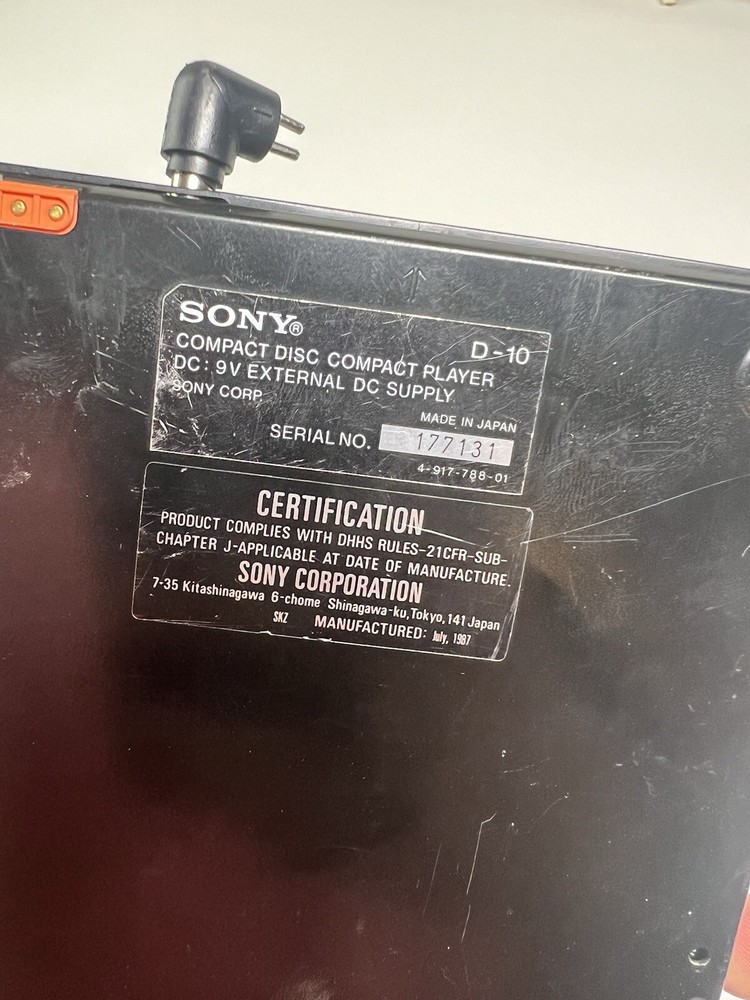 SONY®
D-10
COMPACT DISC COMPACT PLAYER
DC: 9V EXTERNAL DC SUPPLY
SONY CORP
MADE IN JAPAN
SERIAL NO. 177131
4-917-788-01
CERTIFICATION
PRODUCT COMPLIES WITH DHHS RULES-21CFR-SUB-
CHAPTER J-APPLICABLE AT DATE OF MANUFACTURE.
SONY CORPORATION
7-35 Kitashinagawa 6-chome Shinagawa-ku,Tokyo,141 Japan
SKZ MANUFACTURED: July, 1987